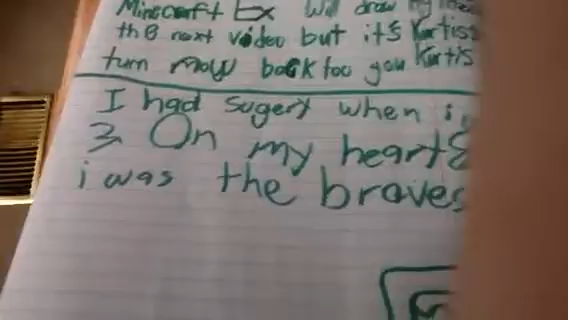 Minecraft Ex Will draw my
the next video but it's Kurtis
turn mow back too you Kurtis
I had sugery when i
3 On my heart &
i was the braves